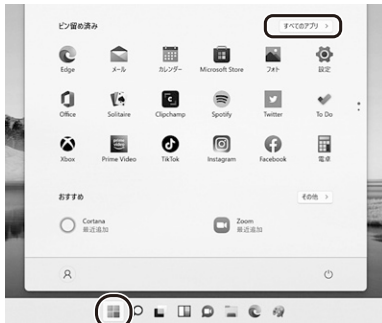 ピン留め済み
すべてのアプリ >
Edge
メール
カレンダー
Microsoft Store
フォト
設定
Office
Solitaire
Clipchamp
Spotify
Twitter
To Do
Xbox
Prime Video
TikTok
Instagram
Facebook
電卓
おすすめ
その他 >
Cortana
最近追加
Zoom
最近追加